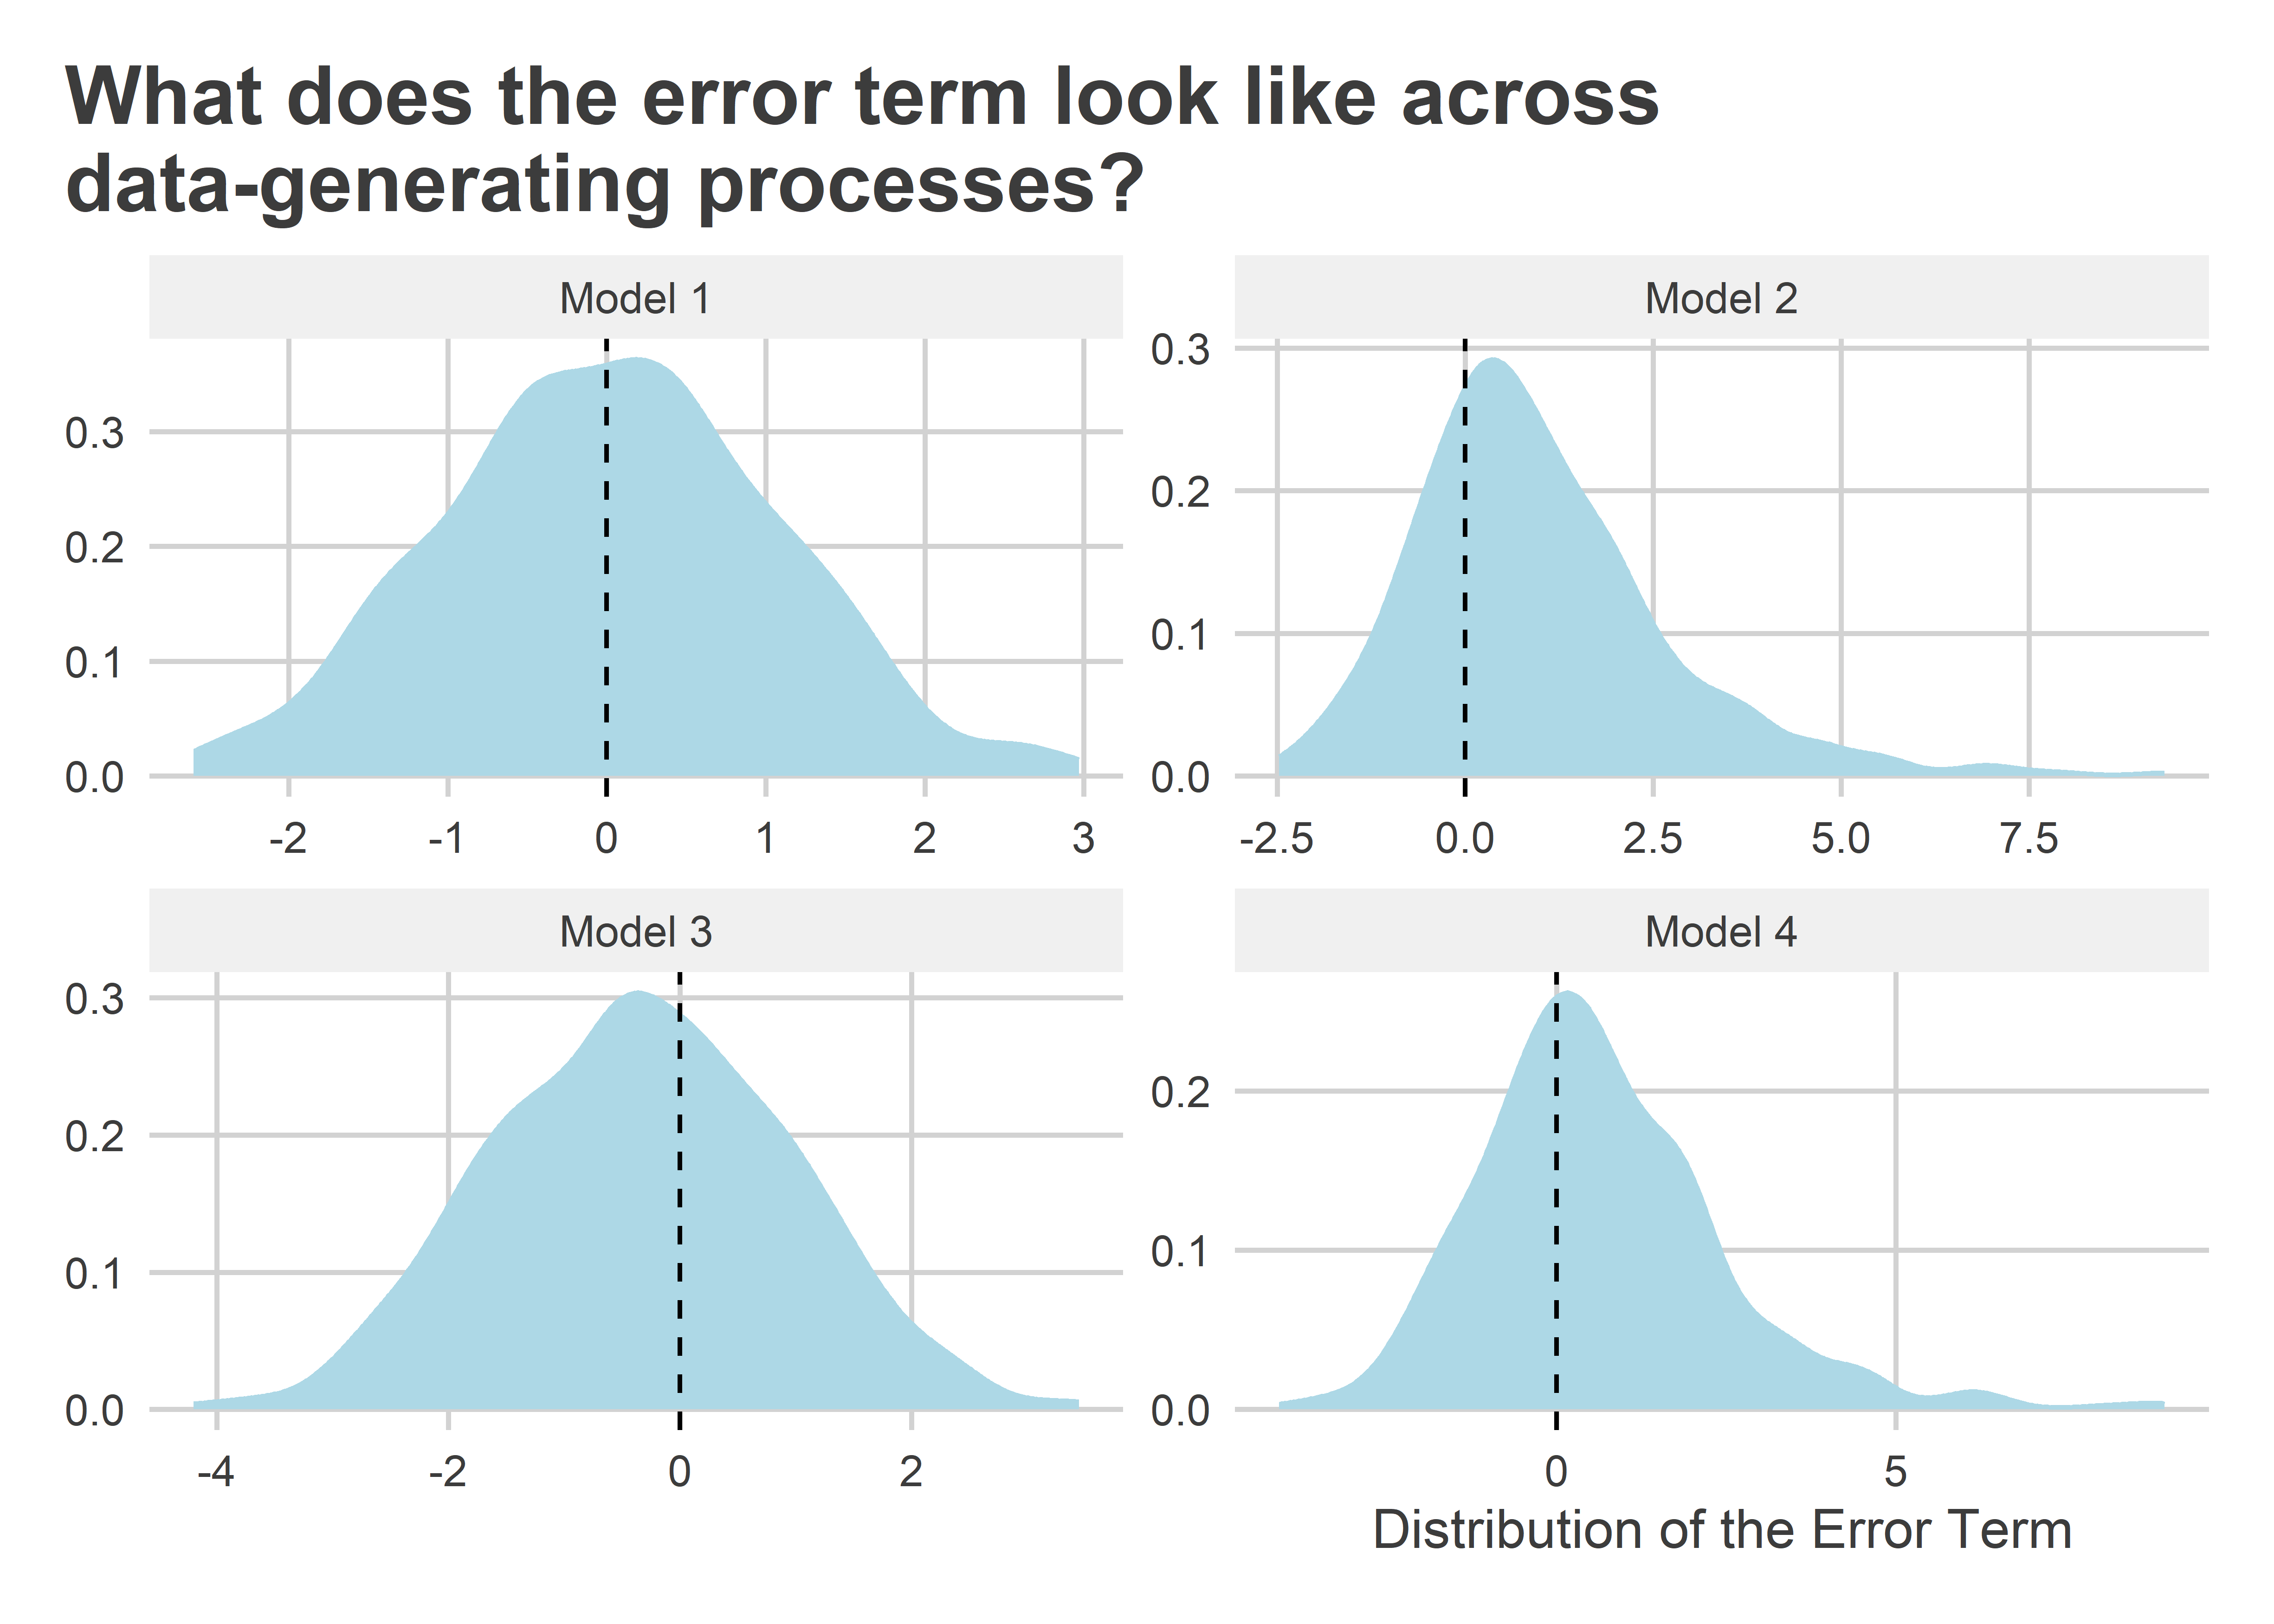 What does the error term look like across
data-generating processes?
Model 1
0.3
0.2
0.1
0.0
-2 -1 0 1 2 3
Model 2
0.3
0.2
0.1
0.0
-2.5 0.0 2.5 5.0 7.5
Model 3
0.3
0.2
0.1
0.0
-4 -2 0 2
Model 4
0.2
0.1
0.0
0 5
Distribution of the Error Term